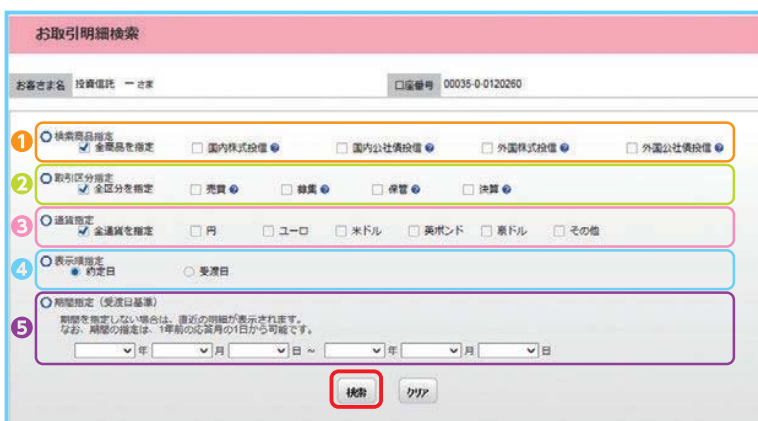 お取引明細検索
お客さま名 投資信託 一 さま 口座番号 00035-0-0120260
1 検索商品指定
全商品を指定 国内株式投信 国内公社債投信 外国株式投信 外国公社債投信
2 取引区分指定
全区分を指定 売買 募集 保管 決算
3 通貨指定
全通貨を指定 円 ユーロ 米ドル 英ポンド 豪ドル その他
4 表示順指定
約定日 受渡日
5 期間指定（受渡日基準）
期間を指定しない場合は、直近の明細が表示されます。
なお、期間の指定は、1年前の応答月の1日から可能です。
年 月 日 ～ 年 月 日
検索 クリア